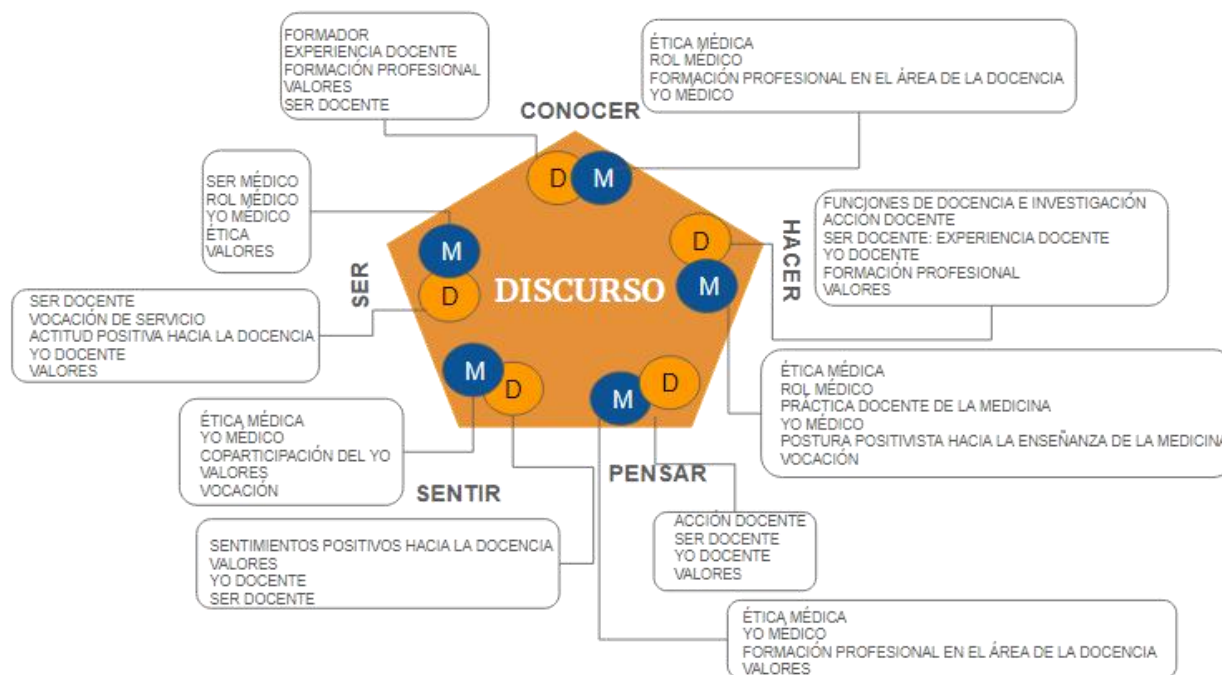 FORMADOR
EXPERIENCIA DOCENTE
FORMACIÓN PROFESIONAL
VALORES
SER DOCENTE
ÉTICA MÉDICA
ROL MÉDICO
FORMACIÓN PROFESIONAL EN EL ÁREA DE LA DOCENCIA
YO MÉDICO
CONOCER
D
M
SER MÉDICO
ROL MÉDICO
YO MÉDICO
ÉTICA
VALORES
FUNCIONES DE DOCENCIA E INVESTIGACIÓN
ACCIÓN DOCENTE
SER DOCENTE: EXPERIENCIA DOCENTE
YO DOCENTE
FORMACIÓN PROFESIONAL
VALORES
HACER
D
M
SER
M
D
DISCURSO
SER DOCENTE
VOCACIÓN DE SERVICIO
ACTITUD POSITIVA HACIA LA DOCENCIA
YO DOCENTE
VALORES
ÉTICA MÉDICA
ROL MÉDICO
PRÁCTICA DOCENTE DE LA MEDICINA
YO MÉDICO
POSTURA POSITIVISTA HACIA LA ENSEÑANZA DE LA MEDICINA
VOCACIÓN
M
D
M
D
ÉTICA MÉDICA
YO MEDICO
COPARTICIPACIÓN DEL YO
VALORES
VOCACIÓN
SENTIR
PENSAR
SENTIMIENTOS POSITIVOS HACIA LA DOCENCIA
VALORES
YO DOCENTE
SER DOCENTE
ACCIÓN DOCENTE
SER DOCENTE
YO DOCENTE
VALORES
ÉTICA MÉDICA
YO MÉDICO
FORMACIÓN PROFESIONAL EN EL ÁREA DE LA DOCENCIA
VALORES